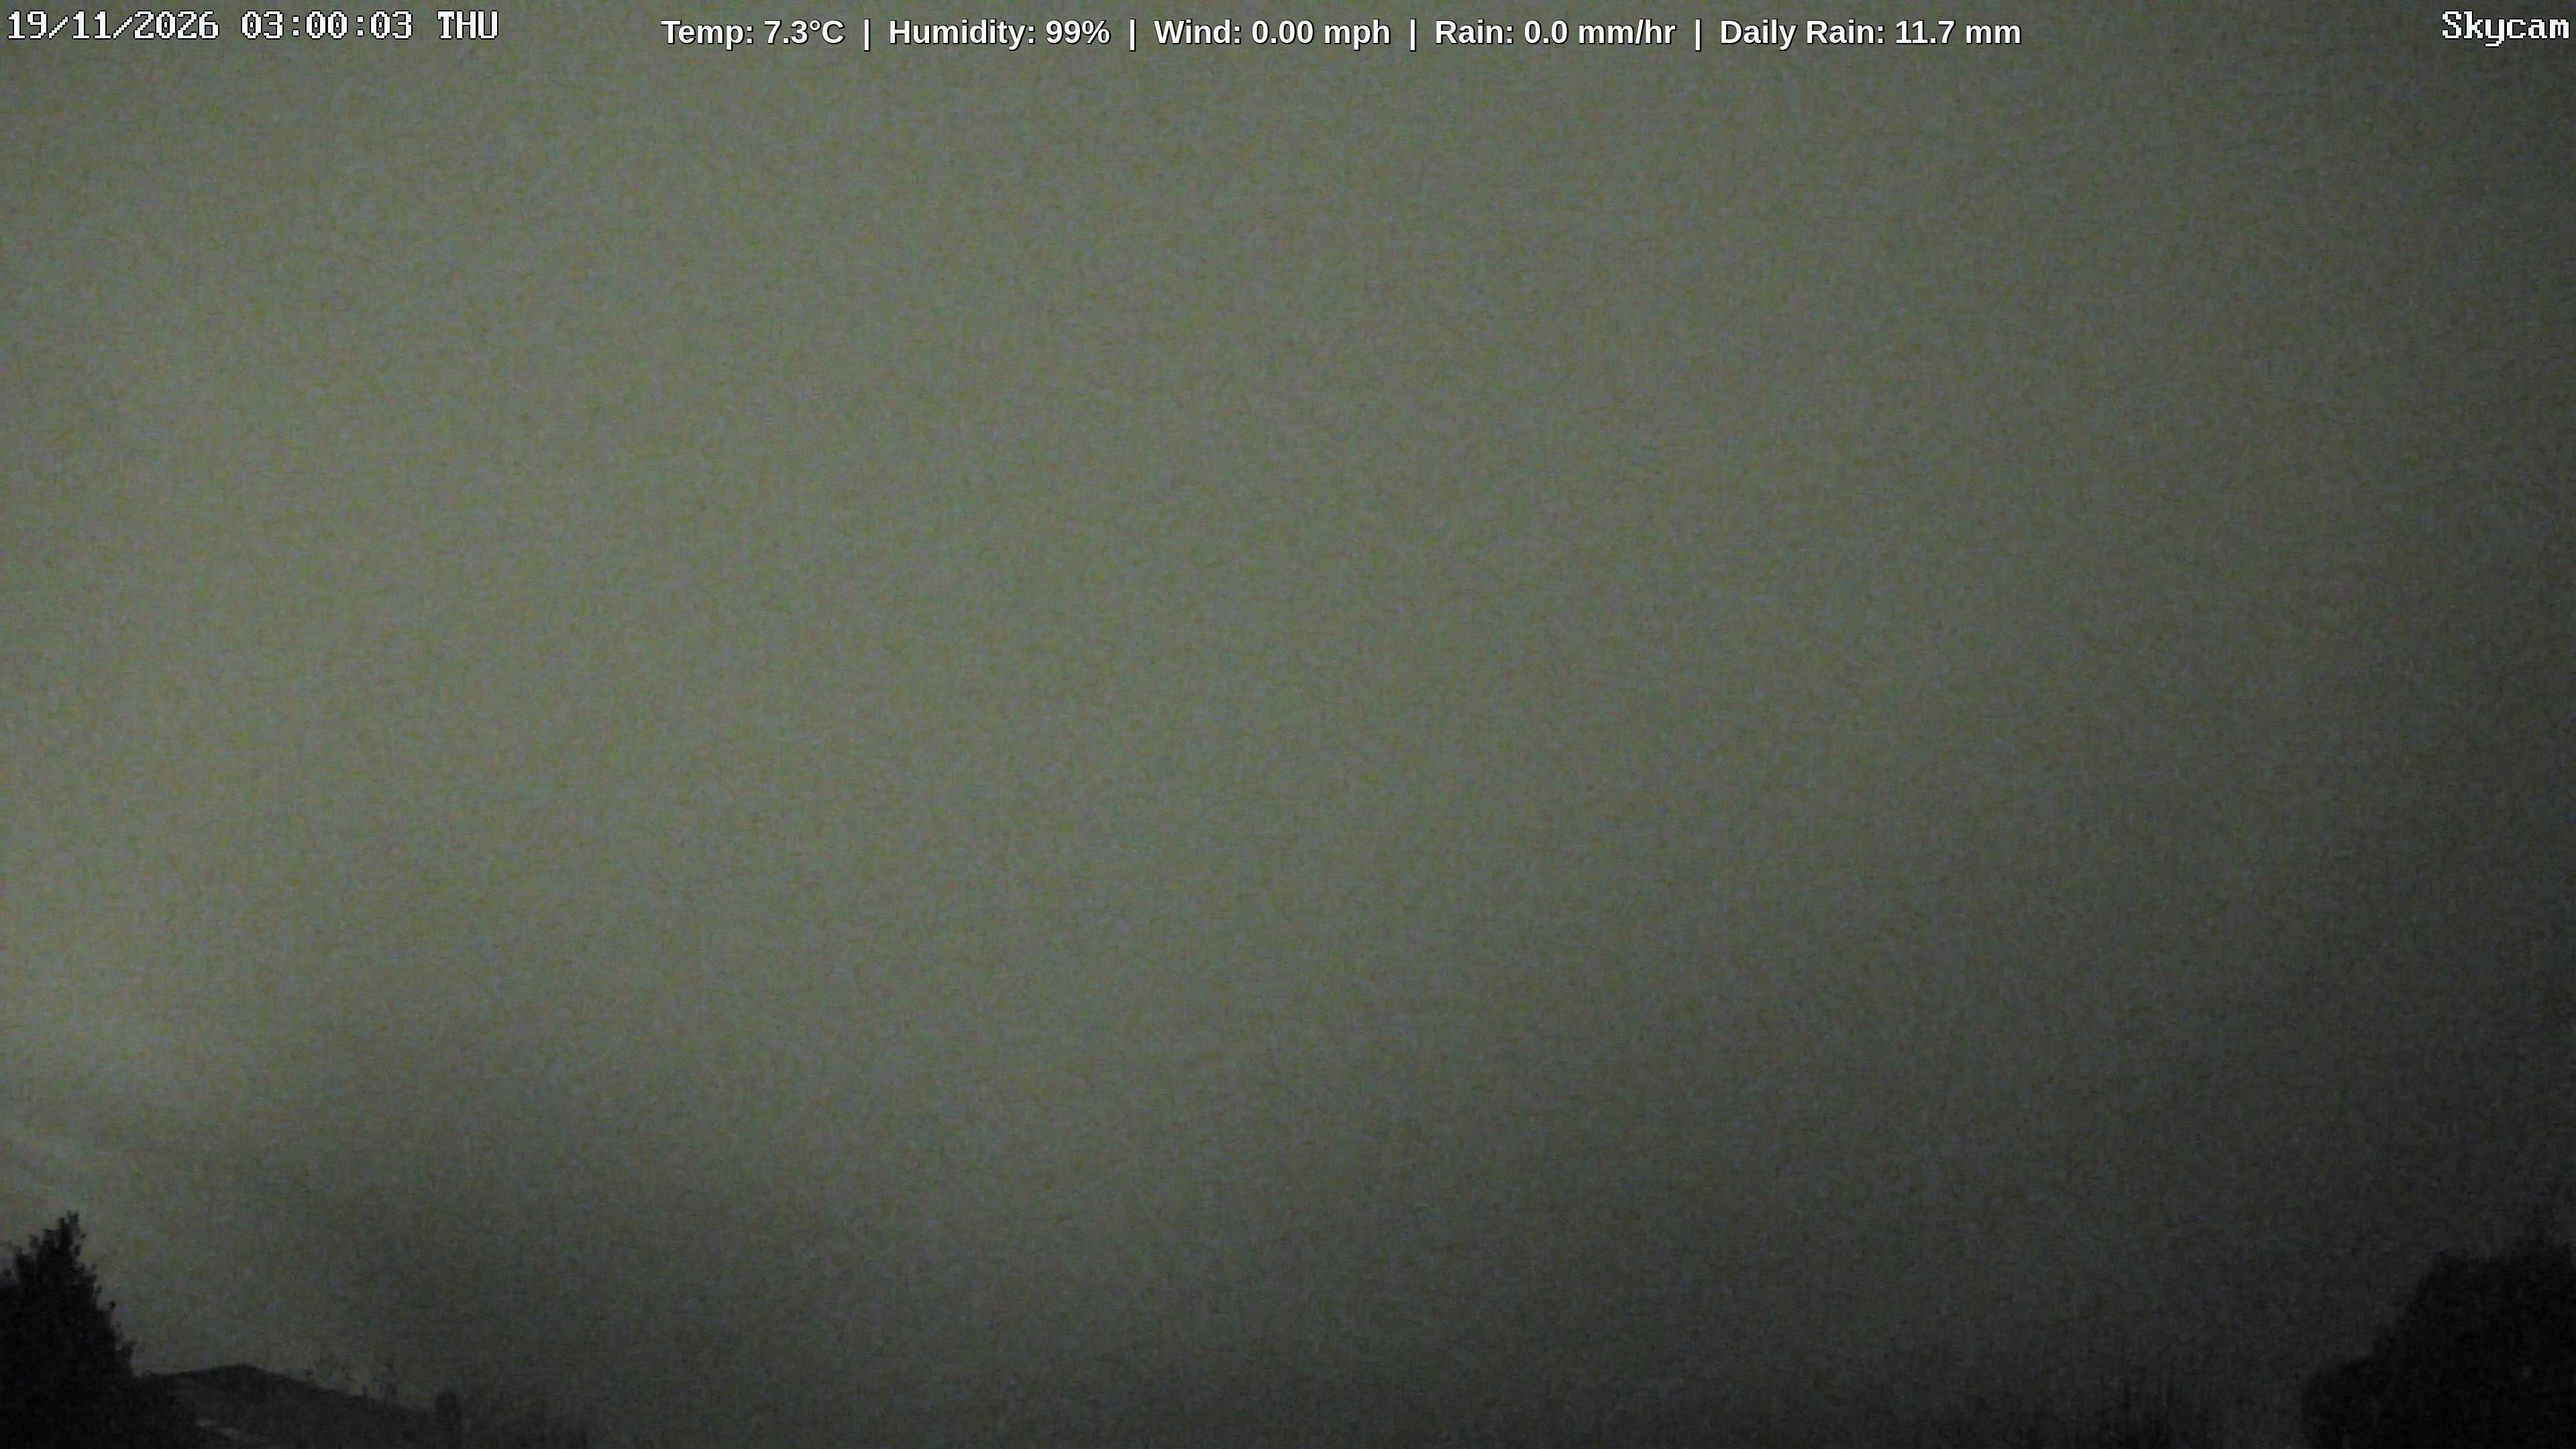 19/11/2026 03:00:03 THU
Temp: 7.3°C | Humidity: 99% | Wind: 0.00 mph | Rain: 0.0 mm/hr | Daily Rain: 11.7 mm
Skycam